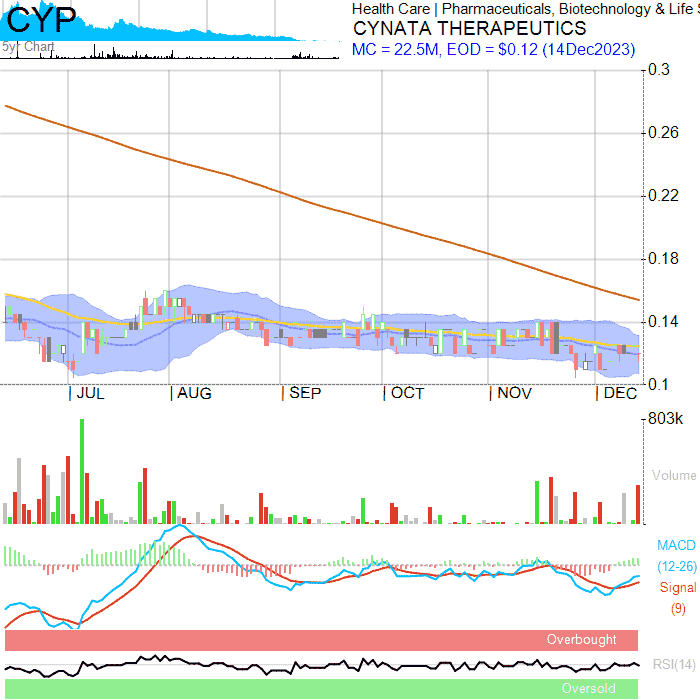 CYP
5yr Chart
Health Care | Pharmaceuticals, Biotechnology & Life S
CYNATA THERAPEUTICS
MC = 22.5M, EOD = $0.12 (14Dec2023)
0.3
0.26
0.22
0.18
0.14
0.1
| JUL | AUG | SEP | OCT | NOV | DEC
803k
Volume
MACD
(12-26)
Signal
(9)
Overbought
RSI(14)
Oversold